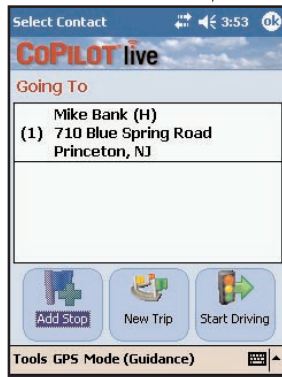 Select Contact 3:53 ok
CoPilot live
Going To
Mike Bank (H)
(1) 710 Blue Spring Road
Princeton, NJ
Add Stop New Trip Start Driving
Tools GPS Mode (Guidance)